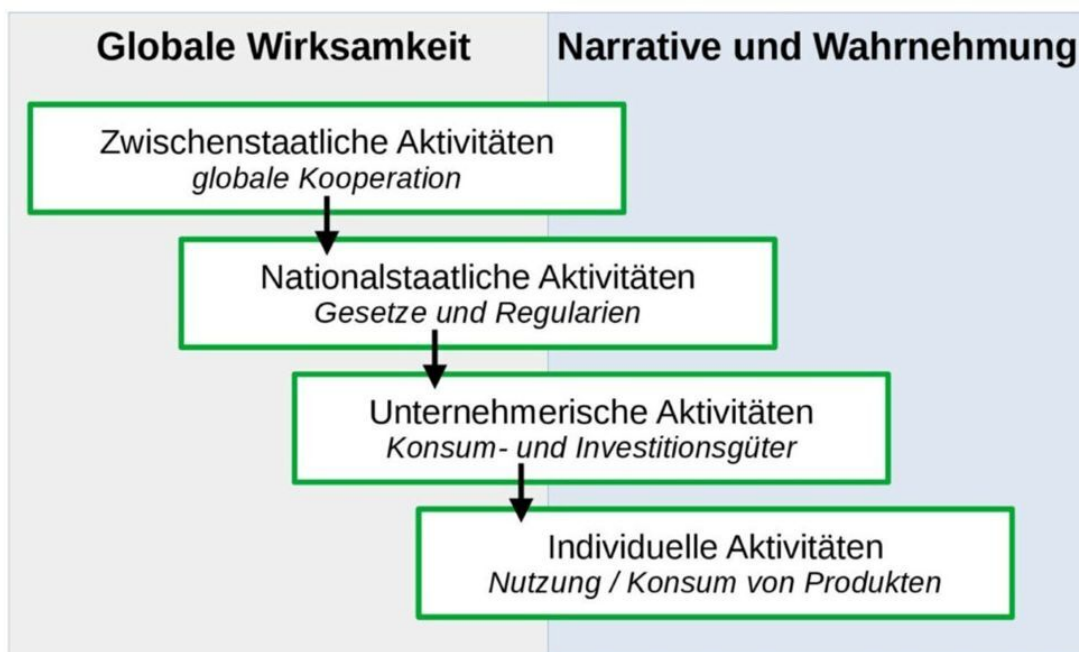 Globale Wirksamkeit
Narrative und Wahrnehmung
Zwischenstaatliche Aktivitäten
globale Kooperation
Nationalstaatliche Aktivitäten
Gesetze und Regularien
Unternehmerische Aktivitäten
Konsum- und Investitionsgüter
Individuelle Aktivitäten
Nutzung / Konsum von Produkten